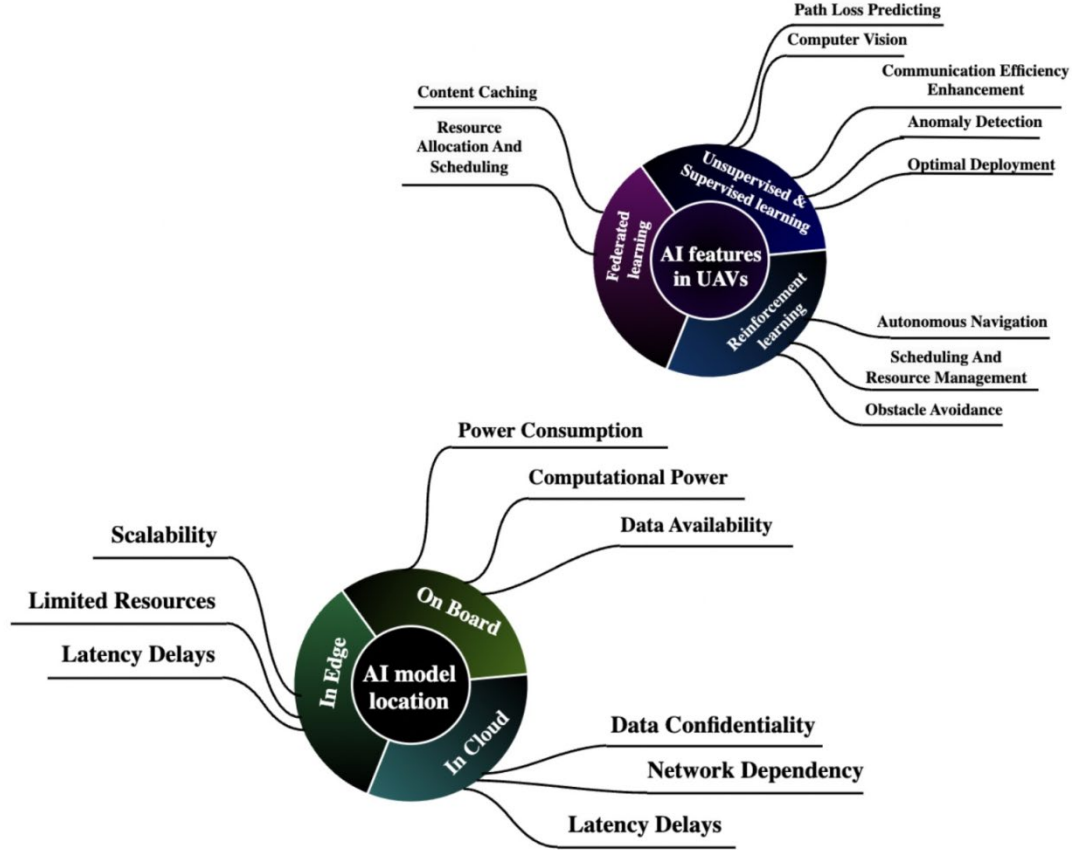 Path Loss Predicting
Computer Vision
Communication Efficiency
Enhancement
Anomaly Detection
Optimal Deployment
Content Caching
Resource
Allocation And
Scheduling
Unsupervised &
Supervised learning
Federated
learning
AI features
in UAVs
Reinforcement
learning
Autonomous Navigation
Scheduling And
Resource Management
Obstacle Avoidance
Power Consumption
Computational Power
Data Availability
Scalability
Limited Resources
Latency Delays
On Board
In Edge
AI model
location
In Cloud
Data Confidentiality
Network Dependency
Latency Delays